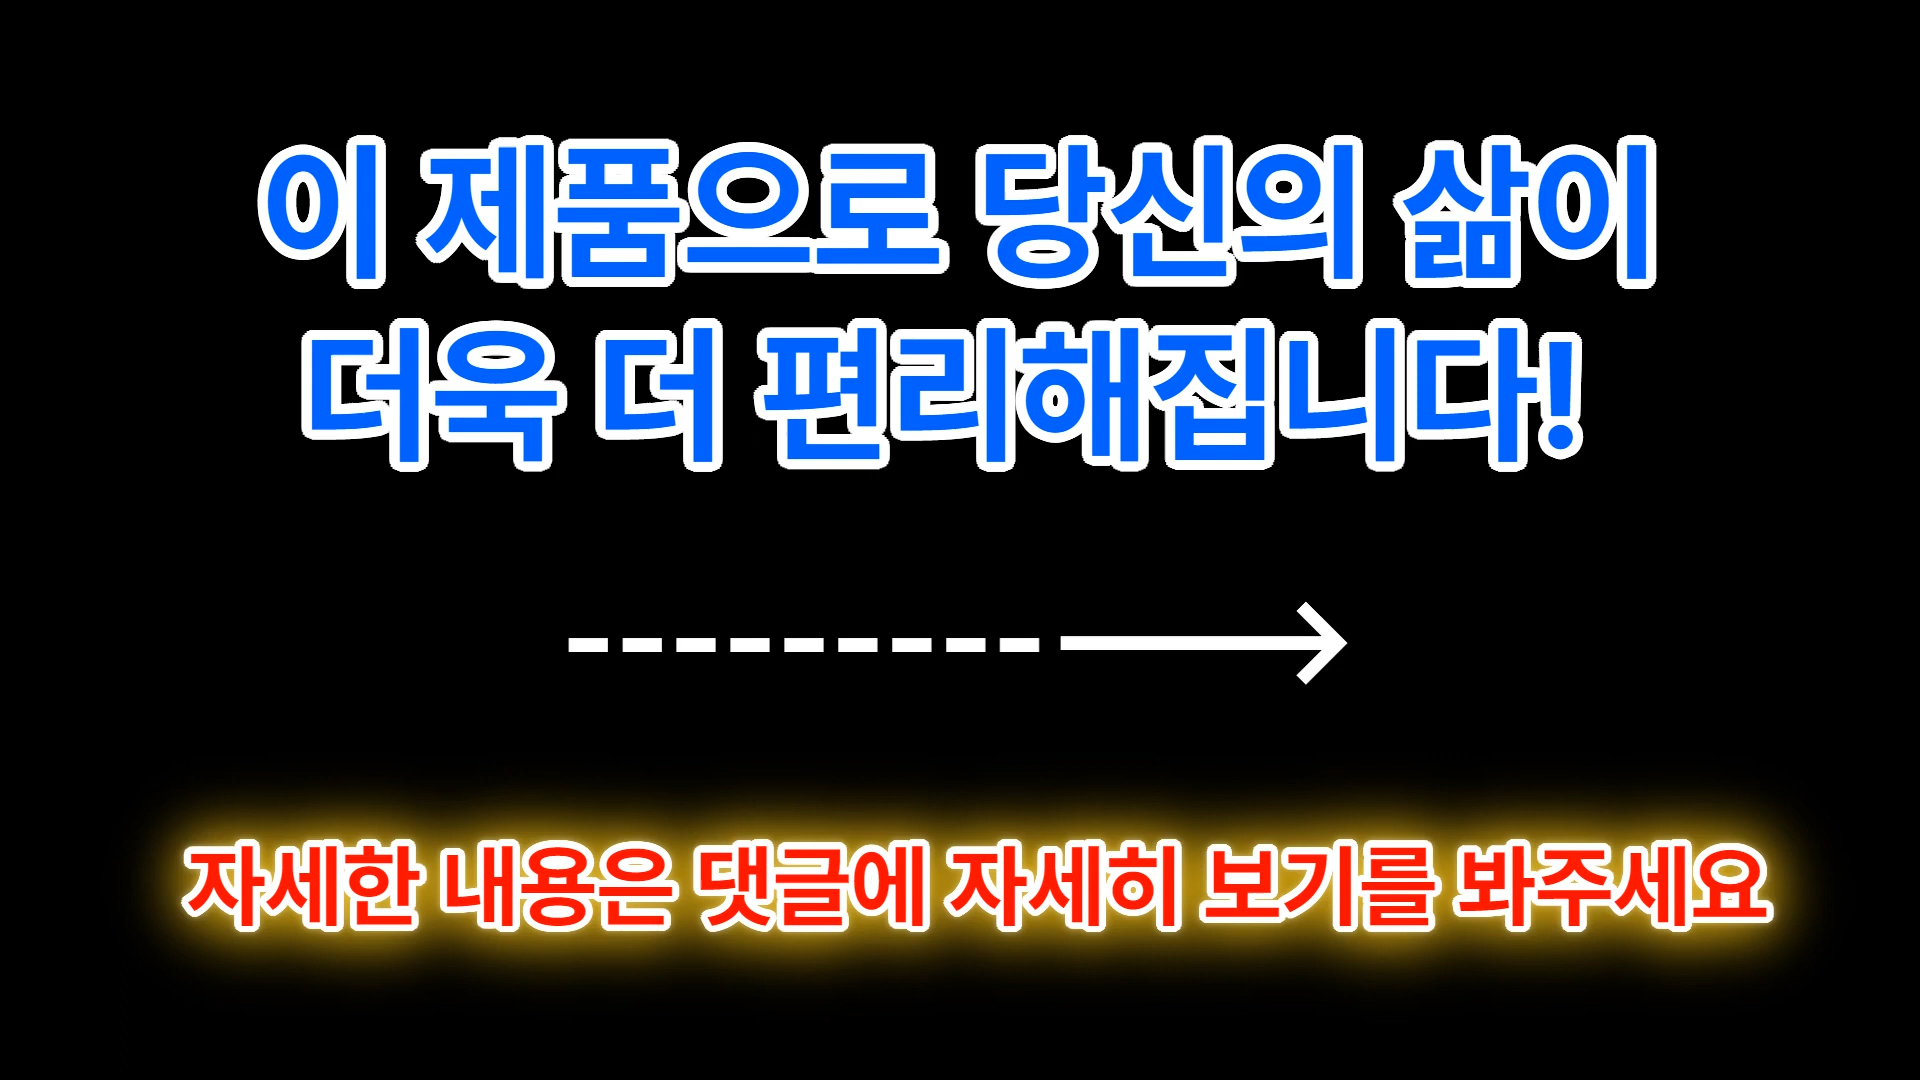 이 제품으로 당신의 삶이
더욱 더 편리해집니다!
자세한 내용은 댓글에 자세히 보기를 봐주세요